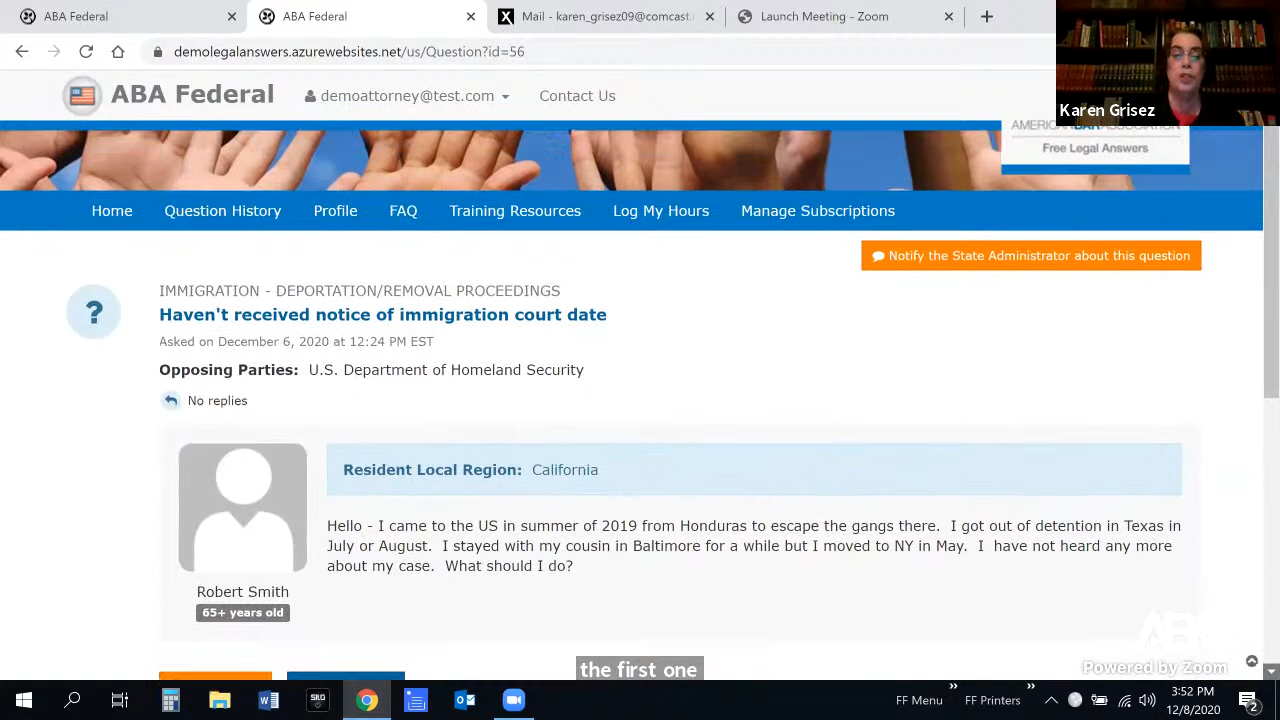 ABA Federal
ABA Federal
Mail - karen_grisez09@comcast.
Launch Meeting - Zoom
demolegalanswers.azurewebsites.net/us/Question?id=56
Karen Grisez
ABA Federal
demoattorney@test.com
Contact Us
AMERICAN BAR ASSOCIATION
Free Legal Answers
Home
Question History
Profile
FAQ
Training Resources
Log My Hours
Manage Subscriptions
Notify the State Administrator about this question
IMMIGRATION - DEPORTATION/REMOVAL PROCEEDINGS
?
Haven't received notice of immigration court date
Asked on December 6, 2020 at 12:24 PM EST
Opposing Parties: U.S. Department of Homeland Security
No replies
Resident Local Region: California
Hello - I came to the US in summer of 2019 from Honduras to escape the gangs there. I got out of detention in Texas in
July or August. I stayed with my cousin in Baltimore for a while but I moved to NY in May. I have not heard any more
about my case. What should I do?
Robert Smith
65+ years old
ABA
the first one
Powered by Zoom
FF Menu
FF Printers
3:52 PM
12/8/2020
2